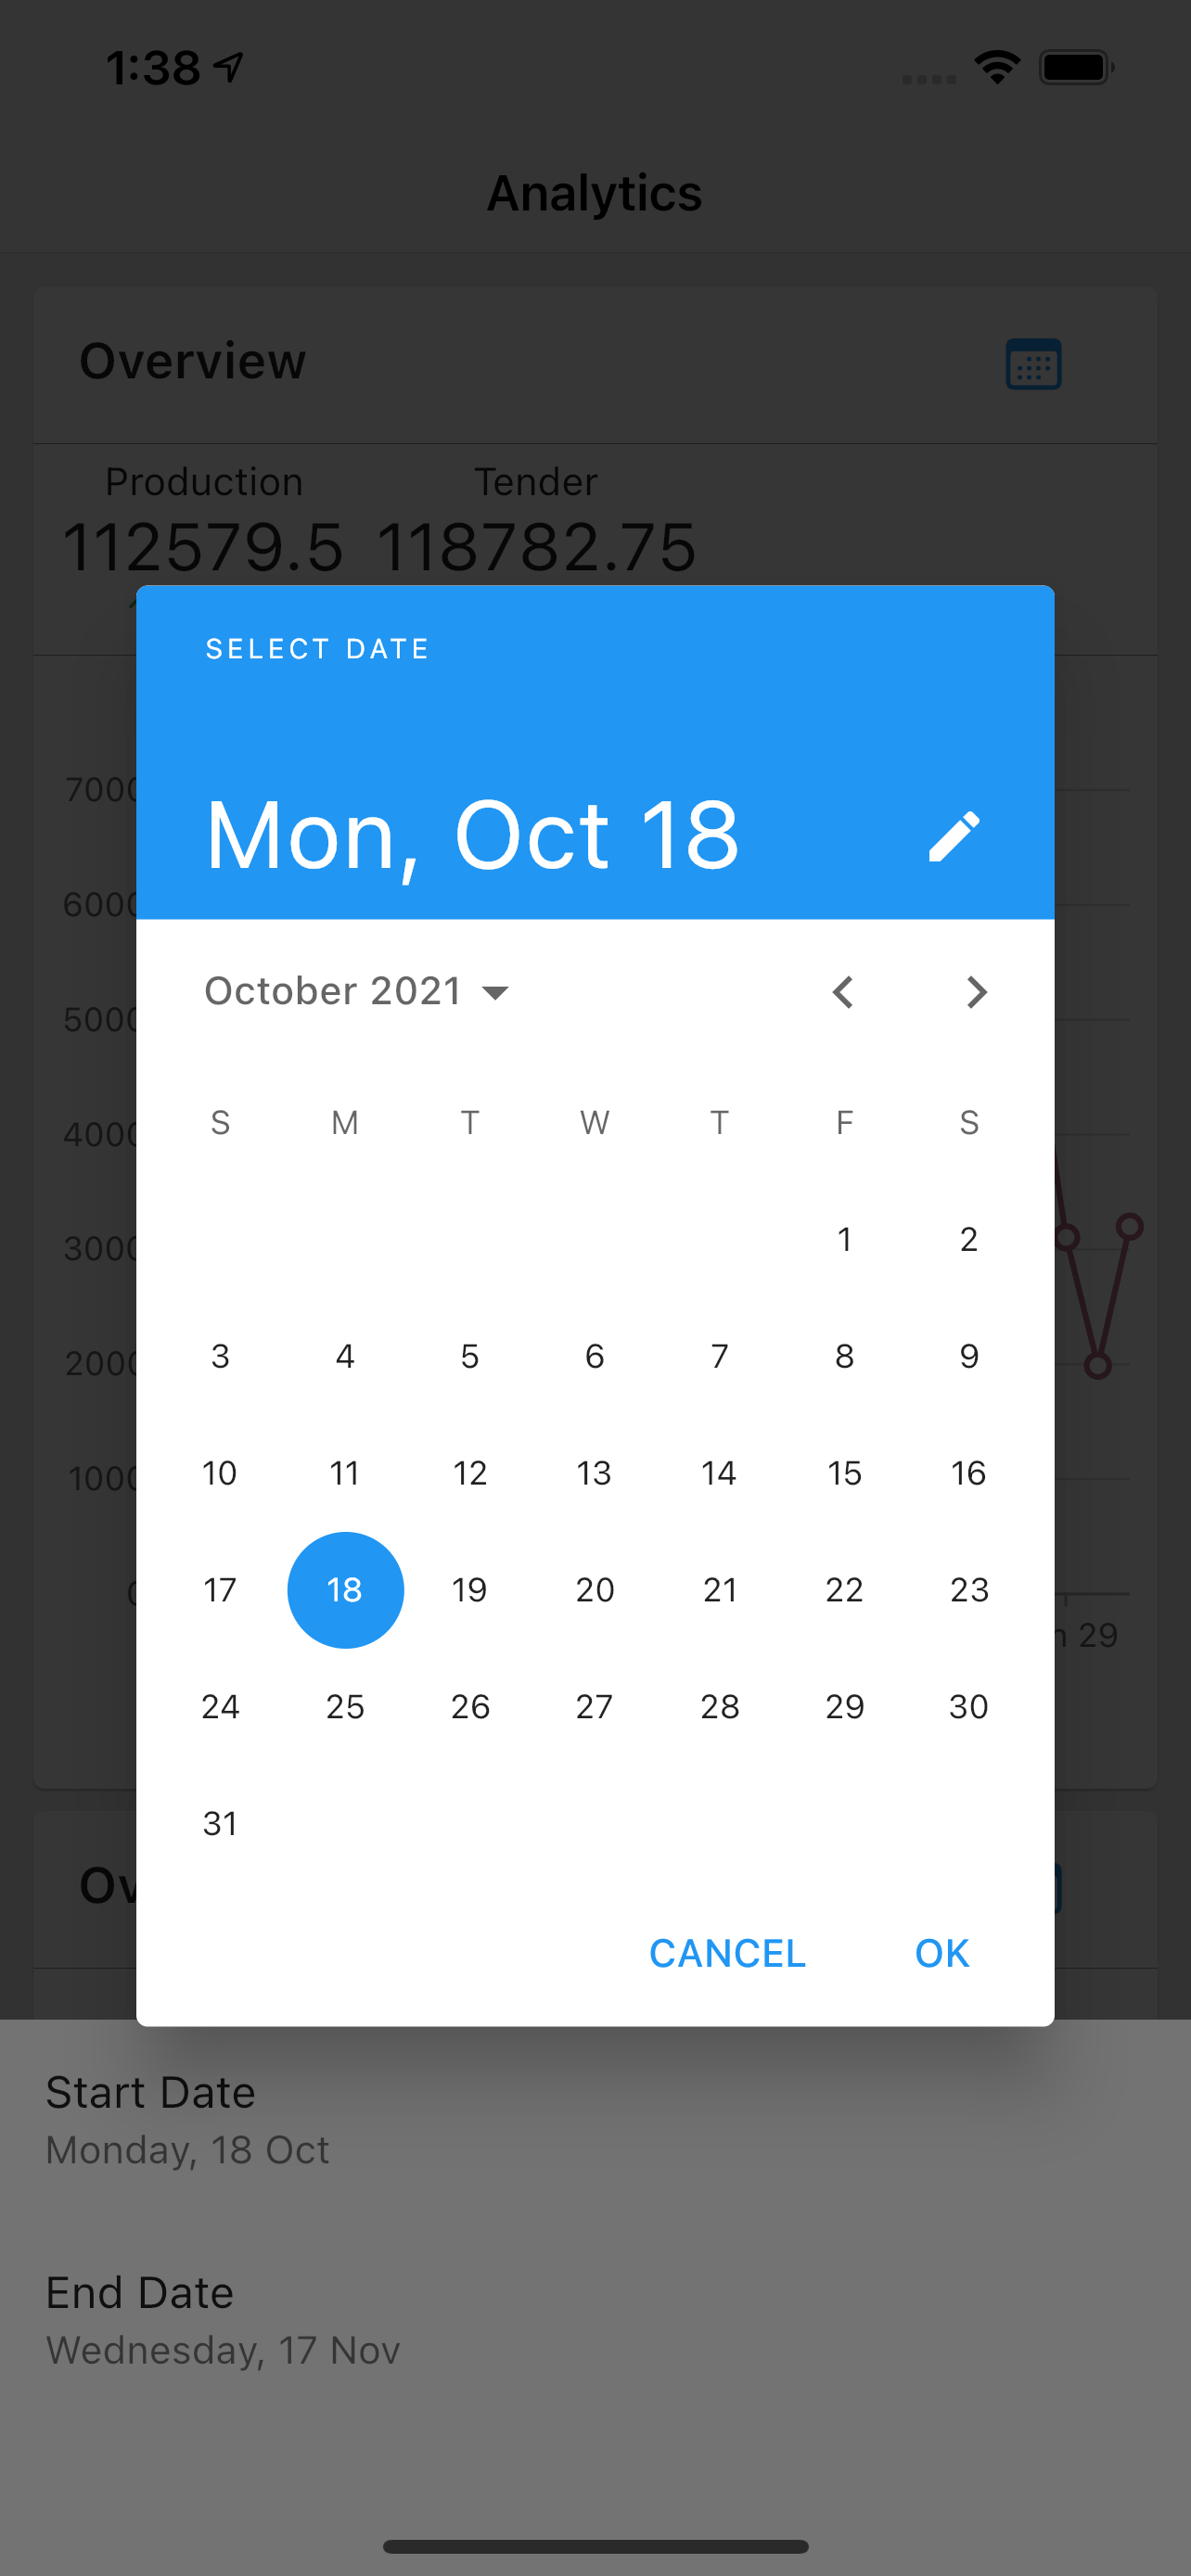 1:38
Analytics
Overview
Production Tender
112579.5 118782.75
SELECT DATE
Mon, Oct 18
October 2021
S M T W T F S
1 2
3 4 5 6 7 8 9
10 11 12 13 14 15 16
17 18 19 20 21 22 23
24 25 26 27 28 29 30
31
CANCEL OK
7000
6000
5000
4000
3000
2000
1000
0
29
Start Date
Monday, 18 Oct
End Date
Wednesday, 17 Nov